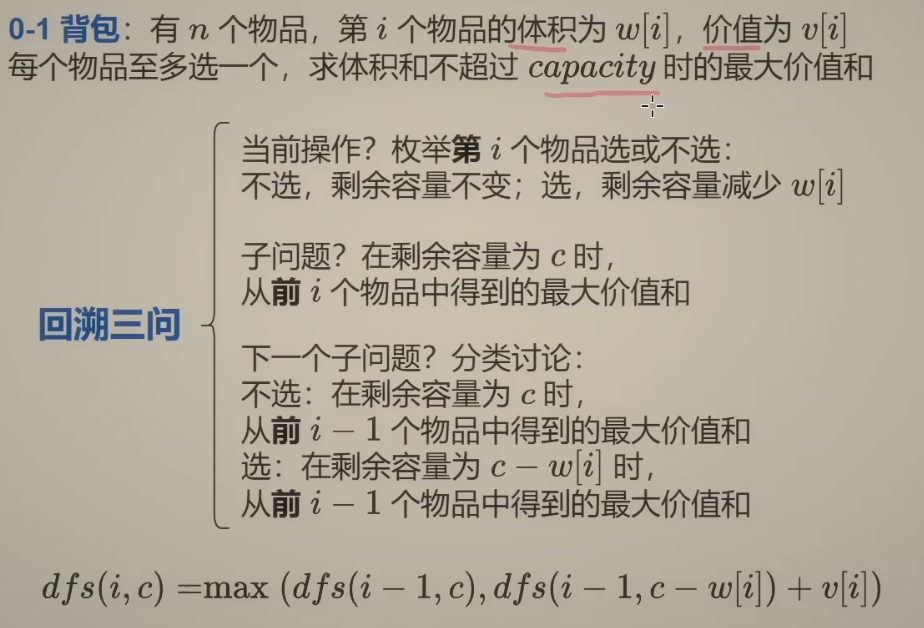 0-1 背包：有 n 个物品，第 i 个物品的体积为 w[i]，价值为 v[i]
每个物品至多选一个，求体积和不超过 capacity 时的最大价值和
当前操作？枚举第 i 个物品选或不选：
不选，剩余容量不变；选，剩余容量减少 w[i]
子问题？在剩余容量为 c 时，
从前 i 个物品中得到的最大价值和
回溯三问
下一个子问题？分类讨论：
不选：在剩余容量为 c 时，
从前 i − 1 个物品中得到的最大价值和
选：在剩余容量为 c − w[i] 时，
从前 i − 1 个物品中得到的最大价值和
dfs(i, c) =max (dfs(i − 1, c), dfs(i − 1, c − w[i]) + v[i])